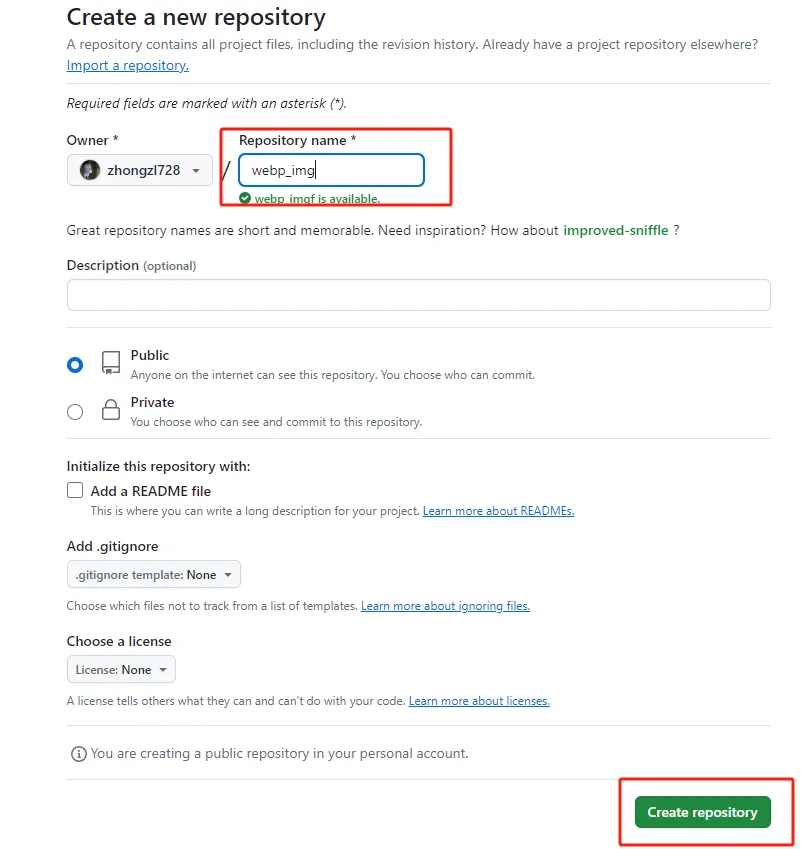 Create a new repository
A repository contains all project files, including the revision history. Already have a project repository elsewhere?
Import a repository.
Required fields are marked with an asterisk (*).
Owner *
Repository name *
zhongzl728
/
webp_img
webp_imgf is available.
Great repository names are short and memorable. Need inspiration? How about improved-sniffle ?
Description (optional)
Public
Anyone on the internet can see this repository. You choose who can commit.
Private
You choose who can see and commit to this repository.
Initialize this repository with:
Add a README file
This is where you can write a long description for your project. Learn more about READMEs.
Add .gitignore
.gitignore template: None
Choose which files not to track from a list of templates. Learn more about ignoring files.
Choose a license
License: None
A license tells others what they can and can't do with your code. Learn more about licenses.
You are creating a public repository in your personal account.
Create repository